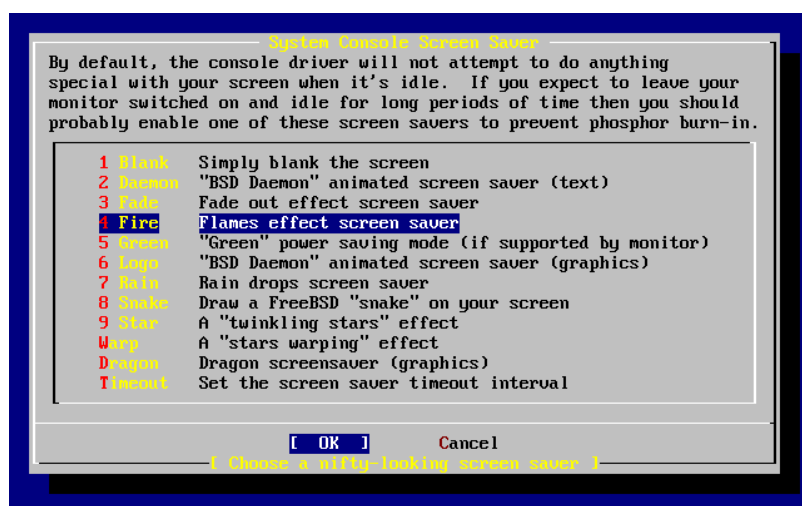 System Console Screen Saver
By default, the console driver will not attempt to do anything
special with your screen when it's idle.  If you expect to leave your
monitor switched on and idle for long periods of time then you should
probably enable one of these screen savers to prevent phosphor burn-in.
1 Blank    Simply blank the screen
2 Daemon   "BSD Daemon" animated screen saver (text)
3 Fade     Fade out effect screen saver
4 Fire     Flames effect screen saver
5 Green    "Green" power saving mode (if supported by monitor)
6 Logo     "BSD Daemon" animated screen saver (graphics)
7 Rain     Rain drops screen saver
8 Snake    Draw a FreeBSD "snake" on your screen
9 Star     A "twinkling stars" effect
Warp       A "stars warping" effect
Dragon     Dragon screensaver (graphics)
Timeout    Set the screen saver timeout interval
[  OK  ]        Cancel
[ Choose a nifty-looking screen saver ]